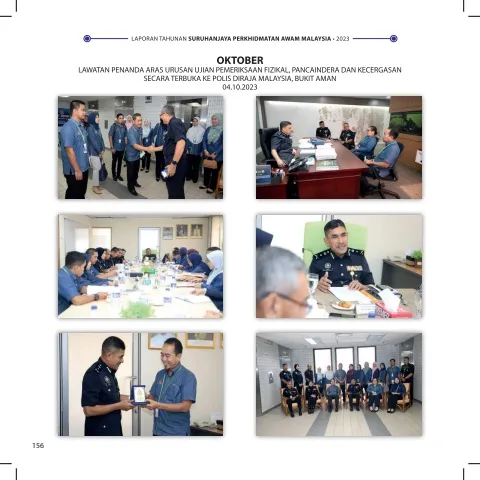 LAPORAN TAHUNAN SURUHANJAYA PERKHIDMATAN AWAM MALAYSIA • 2023
OKTOBER
LAWATAN PENANDA ARAS URUSAN UJIAN PEMERIKSAAN FIZIKAL, PANCAINDERA DAN KECERGASAN
SECARA TERBUKA KE POLIS DIRAJA MALAYSIA, BUKIT AMAN
04.10.2023
156